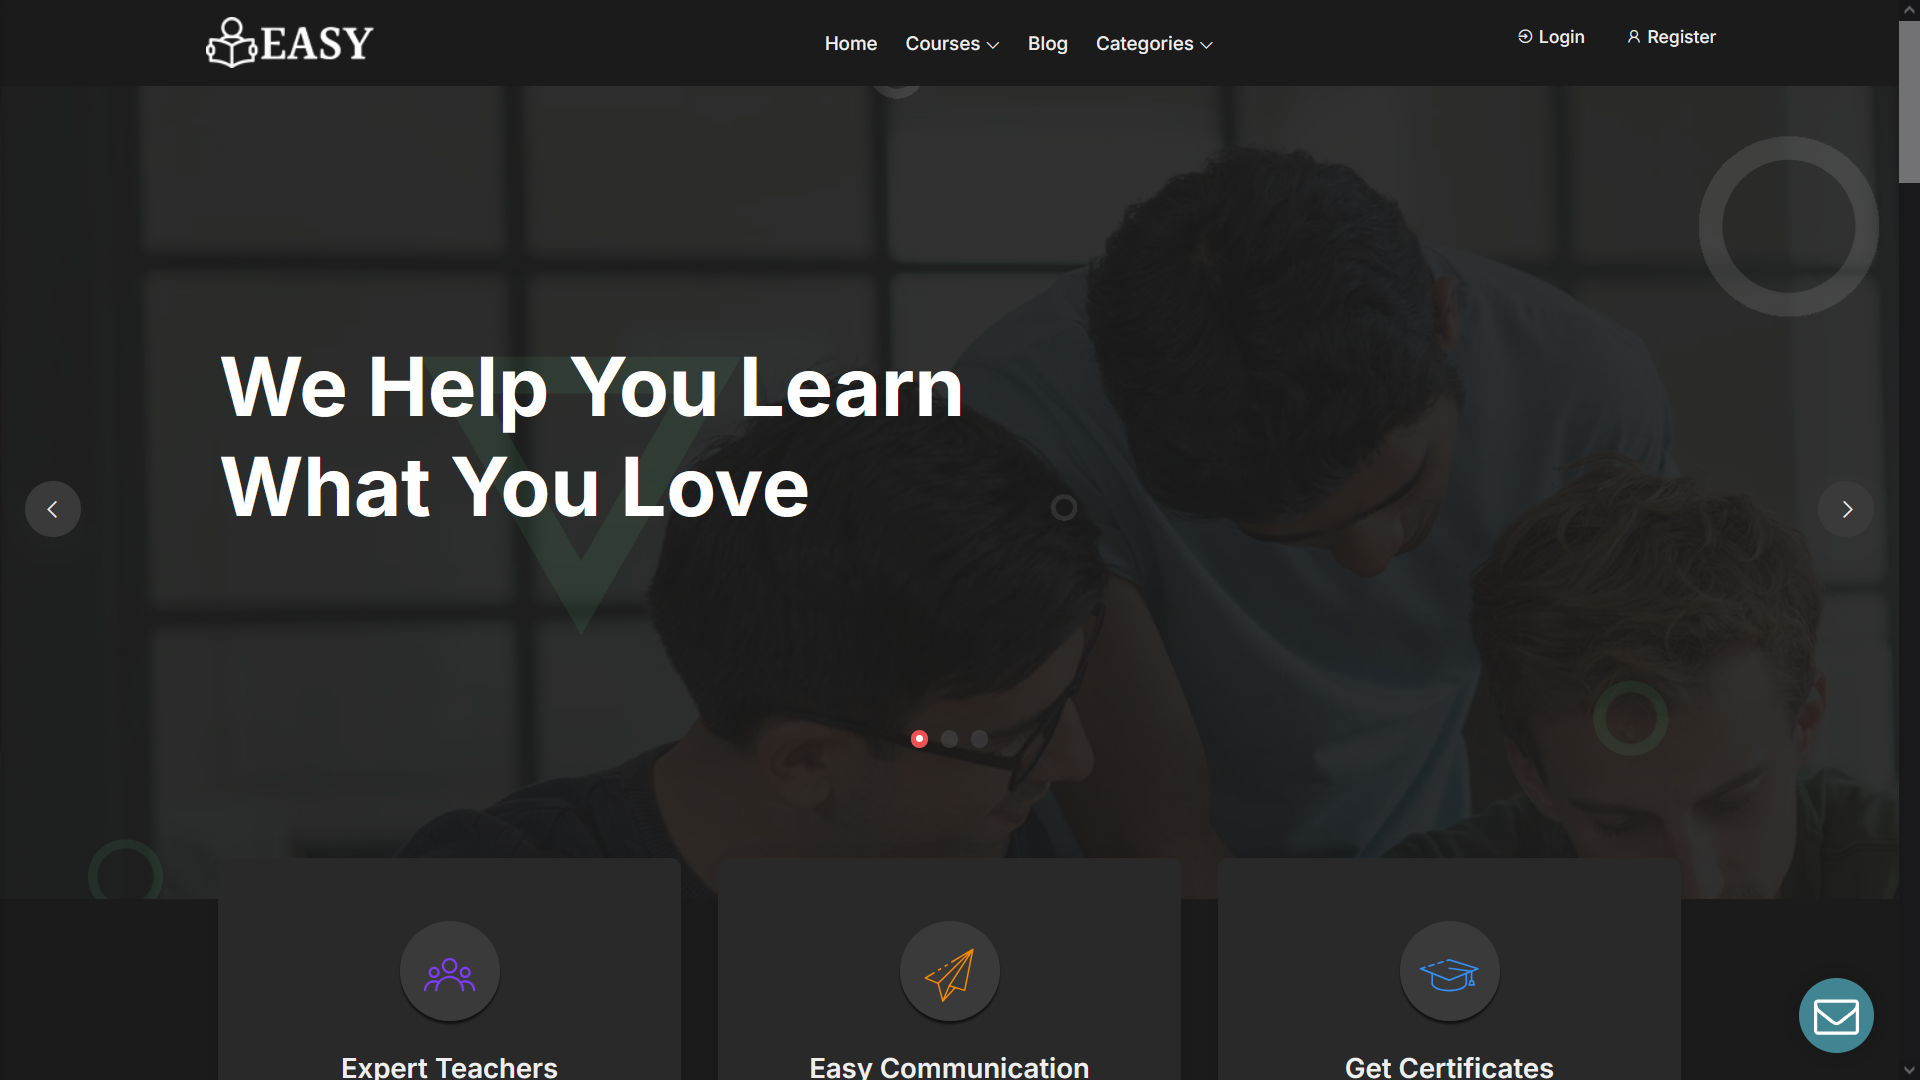 EASY
Home
Courses
Blog
Categories
Login
Register
We Help You Learn
What You Love
Expert Teachers
Easy Communication
Get Certificates